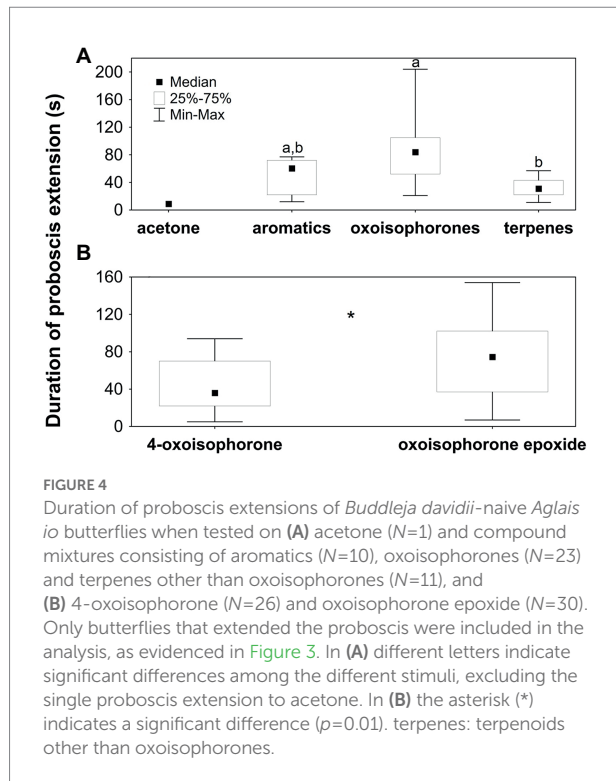 A
Duration of proboscis extension (s)
200
160
120
80
40
0
Median
25%-75%
Min-Max
a,b
a
b
acetone aromatics oxoisophorones terpenes
B
160
120
80
40
0
*
4-oxoisophorone oxoisophorone epoxide
FIGURE 4
Duration of proboscis extensions of Buddleja davidii-naive Aglais
io butterflies when tested on (A) acetone (N=1) and compound
mixtures consisting of aromatics (N=10), oxoisophorones (N=23)
and terpenes other than oxoisophorones (N=11), and
(B) 4-oxoisophorone (N=26) and oxoisophorone epoxide (N=30).
Only butterflies that extended the proboscis were included in the
analysis, as evidenced in Figure 3. In (A) different letters indicate
significant differences among the different stimuli, excluding the
single proboscis extension to acetone. In (B) the asterisk (*)
indicates a significant difference (p=0.01). terpenes: terpenoids
other than oxoisophorones.